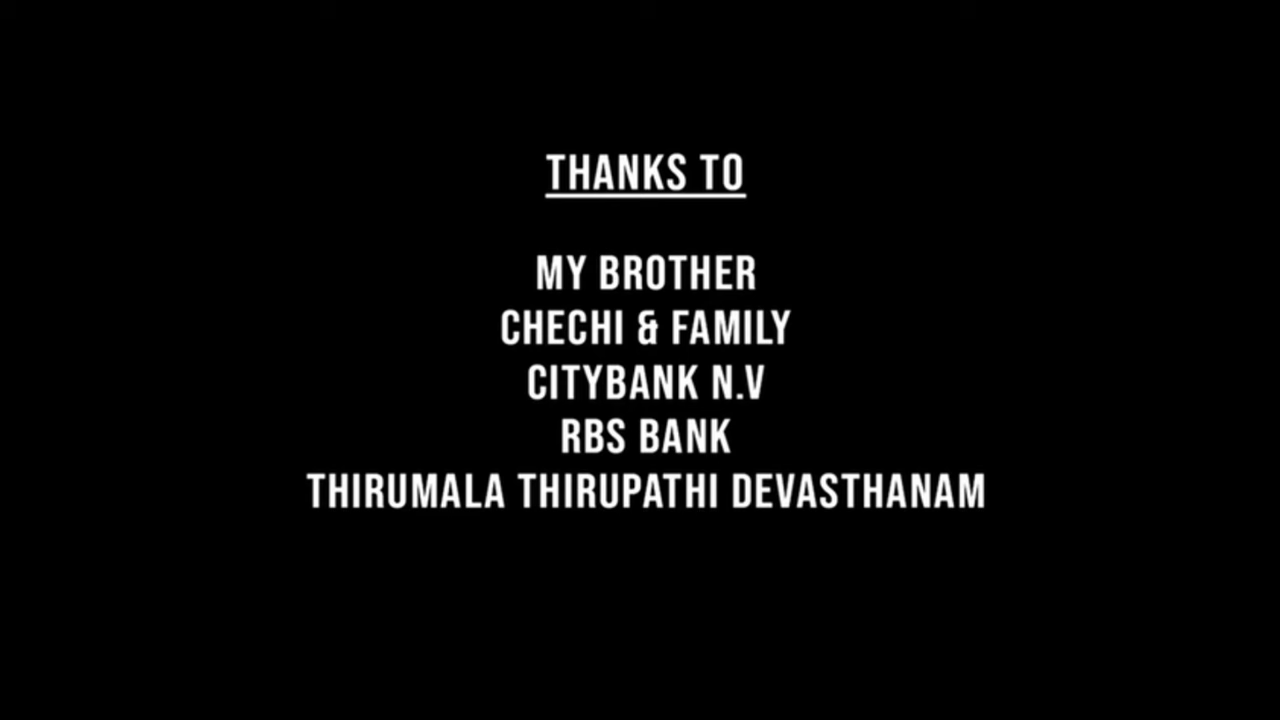 THANKS TO
MY BROTHER
CHECHI & FAMILY
CITYBANK N.V
RBS BANK
THIRUMALA THIRUPATHI DEVASTHANAM